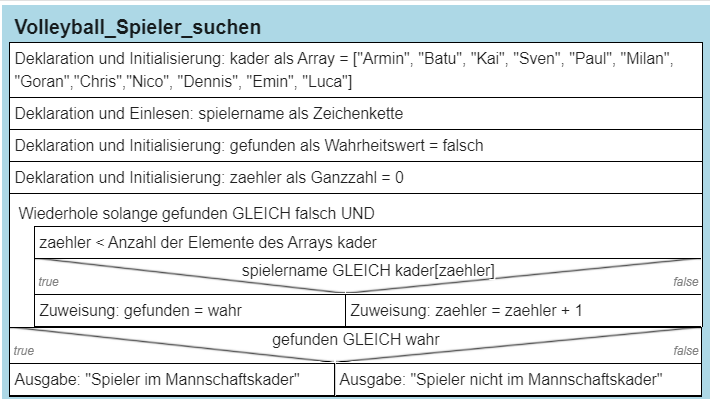 Volleyball_Spieler_suchen
Deklaration und Initialisierung: kader als Array = ["Armin", "Batu", "Kai", "Sven", "Paul", "Milan",
"Goran","Chris","Nico", "Dennis", "Emin", "Luca"]
Deklaration und Einlesen: spielername als Zeichenkette
Deklaration und Initialisierung: gefunden als Wahrheitswert = falsch
Deklaration und Initialisierung: zaehler als Ganzzahl = 0
Wiederhole solange gefunden GLEICH falsch UND
zaehler < Anzahl der Elemente des Arrays kader
spielername GLEICH kader[zaehler]
true false
Zuweisung: gefunden = wahr Zuweisung: zaehler = zaehler + 1
gefunden GLEICH wahr
true false
Ausgabe: "Spieler im Mannschaftskader" Ausgabe: "Spieler nicht im Mannschaftskader"